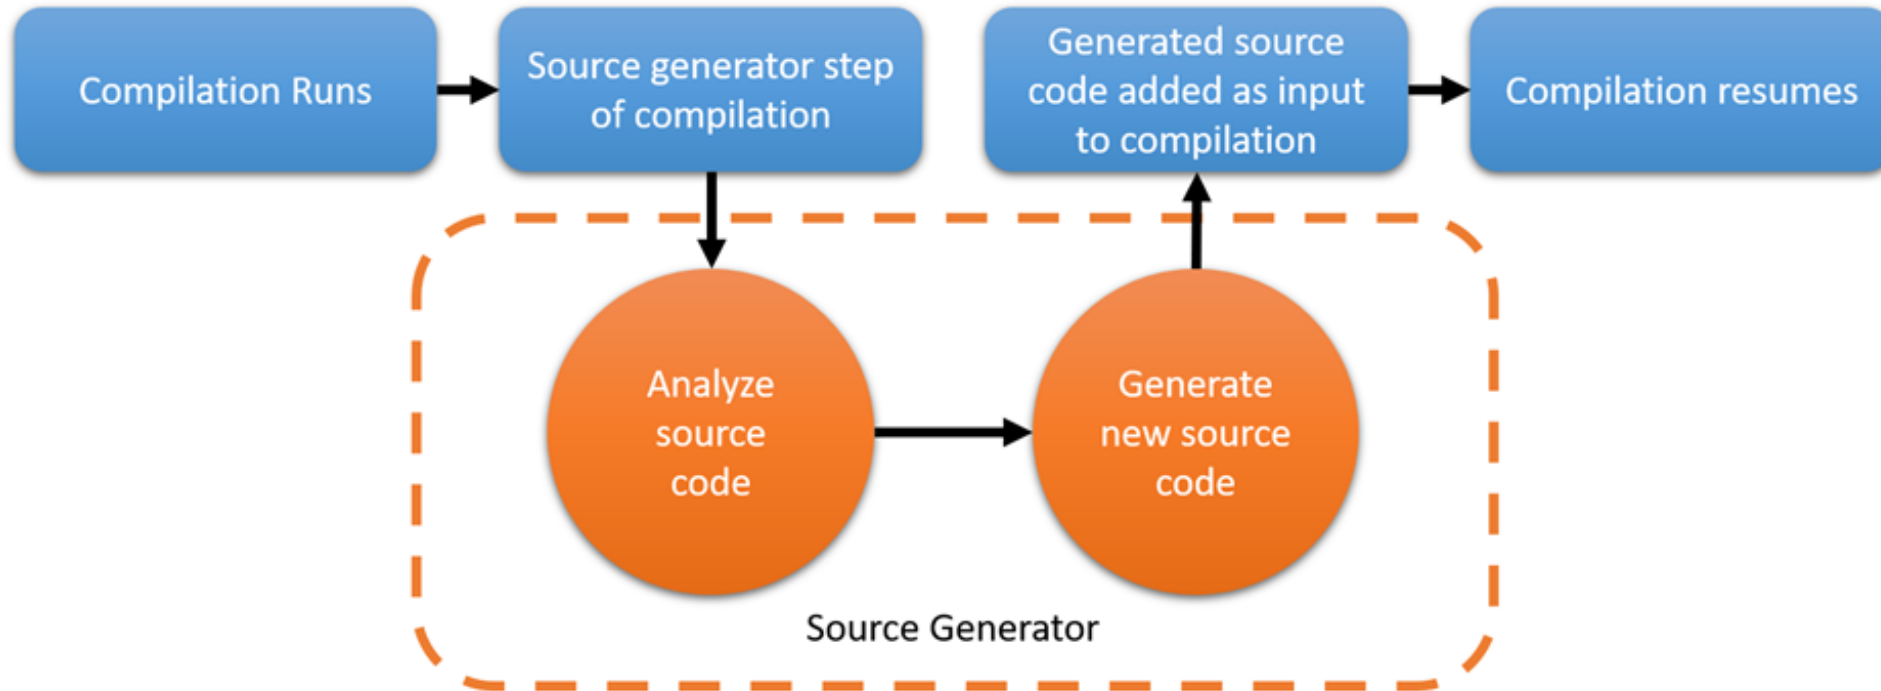 Compilation Runs
Source generator step
of compilation
Generated source
code added as input
to compilation
Compilation resumes
Analyze
source
code
Generate
new source
code
Source Generator